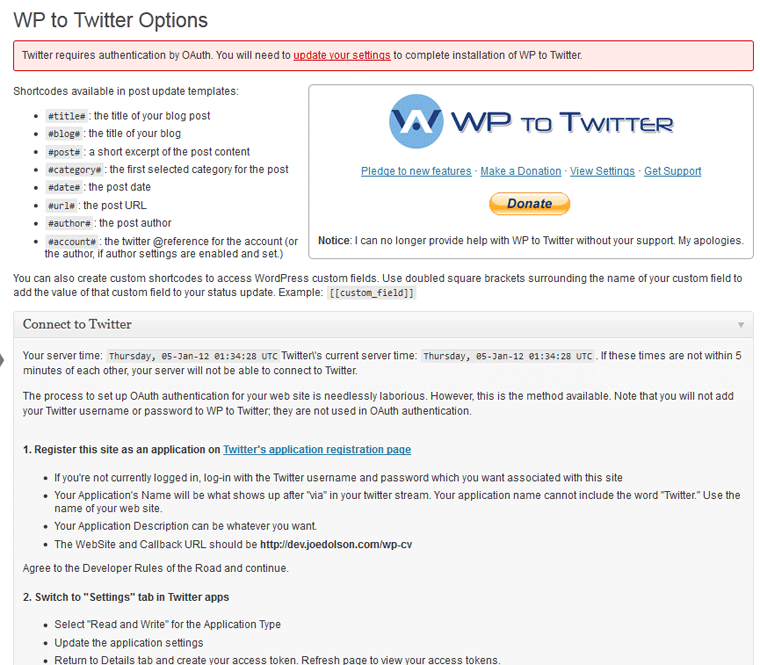 WP to Twitter Options
Twitter requires authentication by OAuth. You will need to update your settings to complete installation of WP to Twitter.
Shortcodes available in post update templates:
#title# : the title of your blog post
#blog# : the title of your blog
#post# : a short excerpt of the post content
#category# : the first selected category for the post
#date# : the post date
#url# : the post URL
#author# : the post author
#account# : the twitter @reference for the account (or
the author, if author settings are enabled and set.)
WP to Twitter
Pledge to new features · Make a Donation · View Settings · Get Support
Donate
Notice: I can no longer provide help with WP to Twitter without your support. My apologies.
You can also create custom shortcodes to access WordPress custom fields. Use doubled square brackets surrounding the name of your custom field to
add the value of that custom field to your status update. Example: [[custom_field]]
Connect to Twitter
Your server time: Thursday, 05-Jan-12 01:34:28 UTC Twitter\'s current server time: Thursday, 05-Jan-12 01:34:28 UTC . If these times are not within 5
minutes of each other, your server will not be able to connect to Twitter.
The process to set up OAuth authentication for your web site is needlessly laborious. However, this is the method available. Note that you will not add
your Twitter username or password to WP to Twitter; they are not used in OAuth authentication.
1. Register this site as an application on Twitter's application registration page
If you're not currently logged in, log-in with the Twitter username and password which you want associated with this site
Your Application's Name will be what shows up after "via" in your twitter stream. Your application name cannot include the word "Twitter." Use the
name of your web site.
Your Application Description can be whatever you want.
The WebSite and Callback URL should be http://dev.joedolson.com/wp-cv
Agree to the Developer Rules of the Road and continue.
2. Switch to "Settings" tab in Twitter apps
Select "Read and Write" for the Application Type
Update the application settings
Return to Details tab and create your access token. Refresh page to view your access tokens.